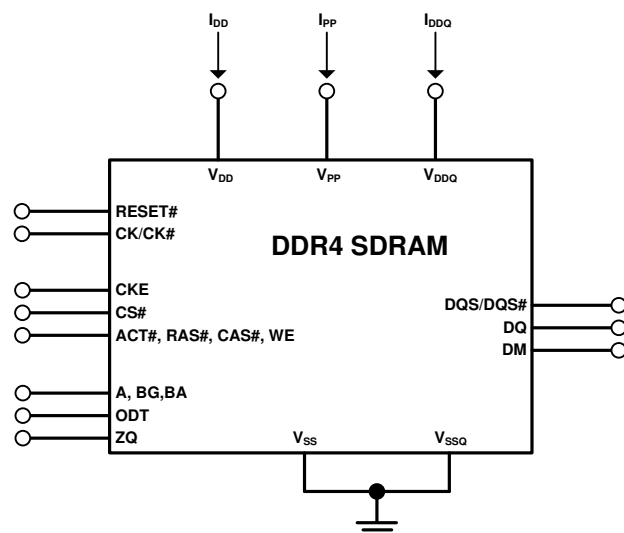 IDD IPP IDDQ
VDD VPP VDDQ
RESET#
CK/CK#
DDR4 SDRAM
CKE
CS#
ACT#, RAS#, CAS#, WE
DQS/DQS#
DQ
DM
A, BG,BA
ODT
ZQ
VSS VSSQ